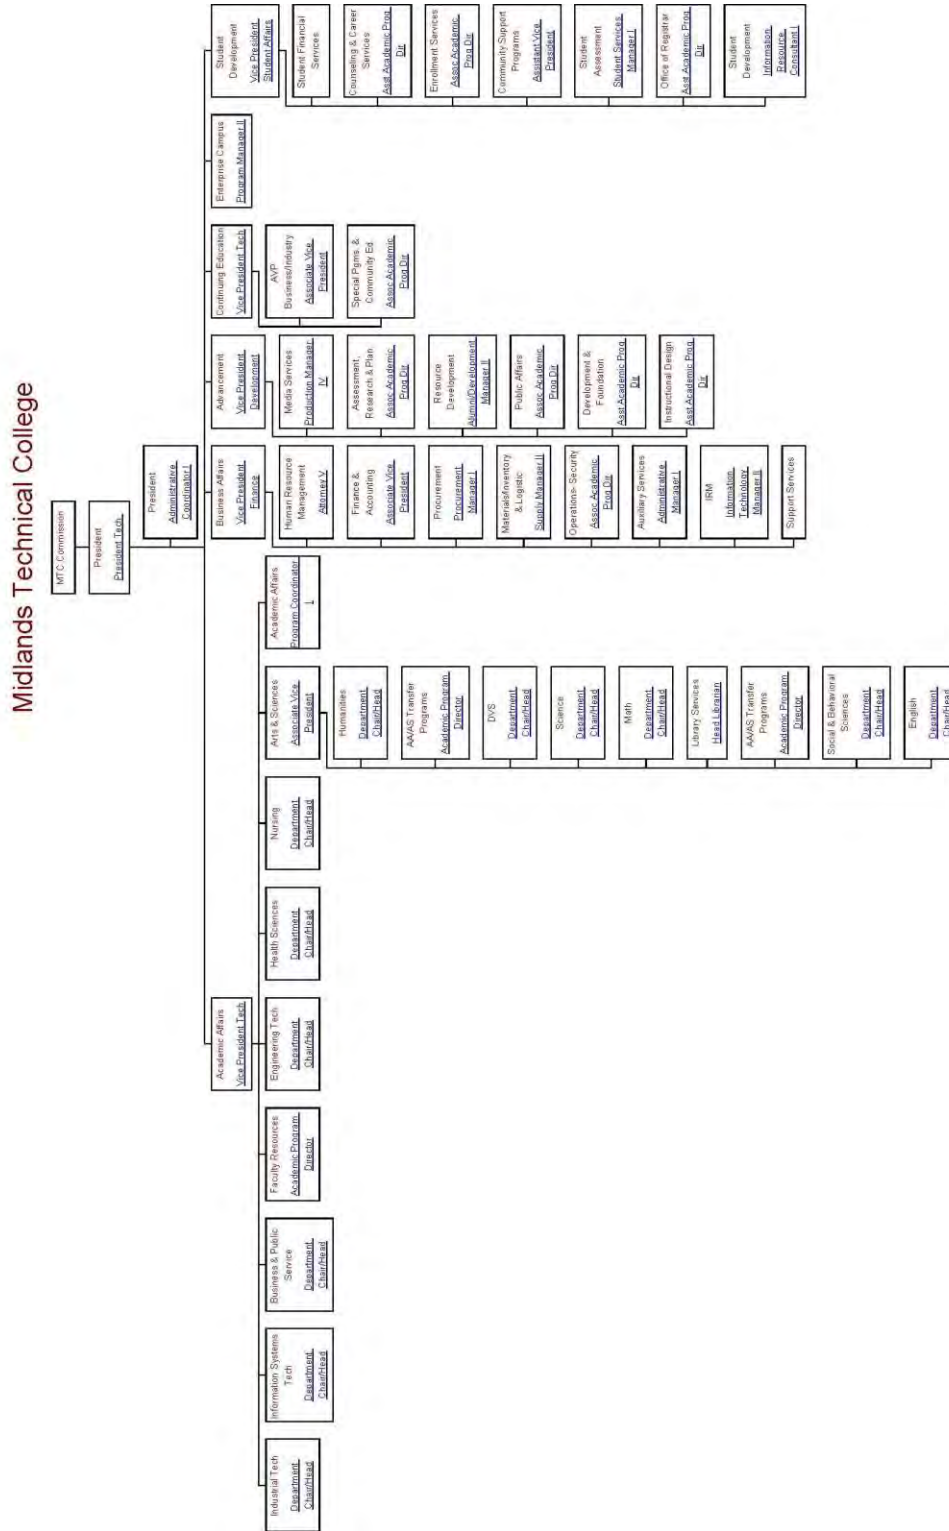 Midlands Technical College
MTC Commission
President
President Tech
President
Administrative
Coordinator I
Academic Affairs
Vice President Tech
Business Affairs
Vice President
Finance
Advancement
Vice President
Development
Continuing Education
Vice President Tech
Enterprise Campus
Program Manager II
Student
Development
Vice President
Student Affairs
Industrial Tech
Department
Chair/Head
Information Systems
Tech
Department
Chair/Head
Business & Public
Service
Department
Chair/Head
Faculty Resources
Academic Program
Director
Engineering Tech
Department
Chair/Head
Health Sciences
Department
Chair/Head
Nursing
Department
Chair/Head
Arts & Sciences
Associate Vice
President
Academic Affairs
Program Coordinator
I
Humanities
Department
Chair/Head
AA/AS Transfer
Programs
Academic Program
Director
DVS
Department
Chair/Head
Science
Department
Chair/Head
Math
Department
Chair/Head
Library Services
Head Librarian
AA/AS Transfer
Programs
Academic Program
Director
Social & Behavioral
Sciences
Department
Chair/Head
English
Department
Chair/Head
Human Resource
Management
Attorney V
Finance &
Accounting
Associate Vice
President
Procurement
Procurement
Manager I
Materials/Inventory
& Logistic
Supply Manager II
Operations- Security
Assoc Academic
Prog Dir
Auxiliary Services
Administrative
Manager I
IRM
Information
Technology
Manager II
Support Services
Media Services
Production Manager
IV
Assessment,
Research & Plan
Assoc Academic
Prog Dir
Resource
Development
Alumni/Development
Manager II
Public Affairs
Assoc Academic
Prog Dir
Development &
Foundation
Asst Academic Prog
Dir
Instructional Design
Asst Academic Prog
Dir
AVP
Business/Industry
Associate Vice
President
Special Pgms. &
Community Ed.
Assoc Academic
Prog Dir
Student Financial
Services
Counseling & Career
Services
Asst Academic Prog
Dir
Enrollment Services
Assoc Academic
Prog Dir
Community Support
Programs
Assistant Vice
President
Student
Assessment
Student Services
Manager I
Office of Registrar
Asst Academic Prog
Dir
Student
Development
Information
Resource
Consultant I